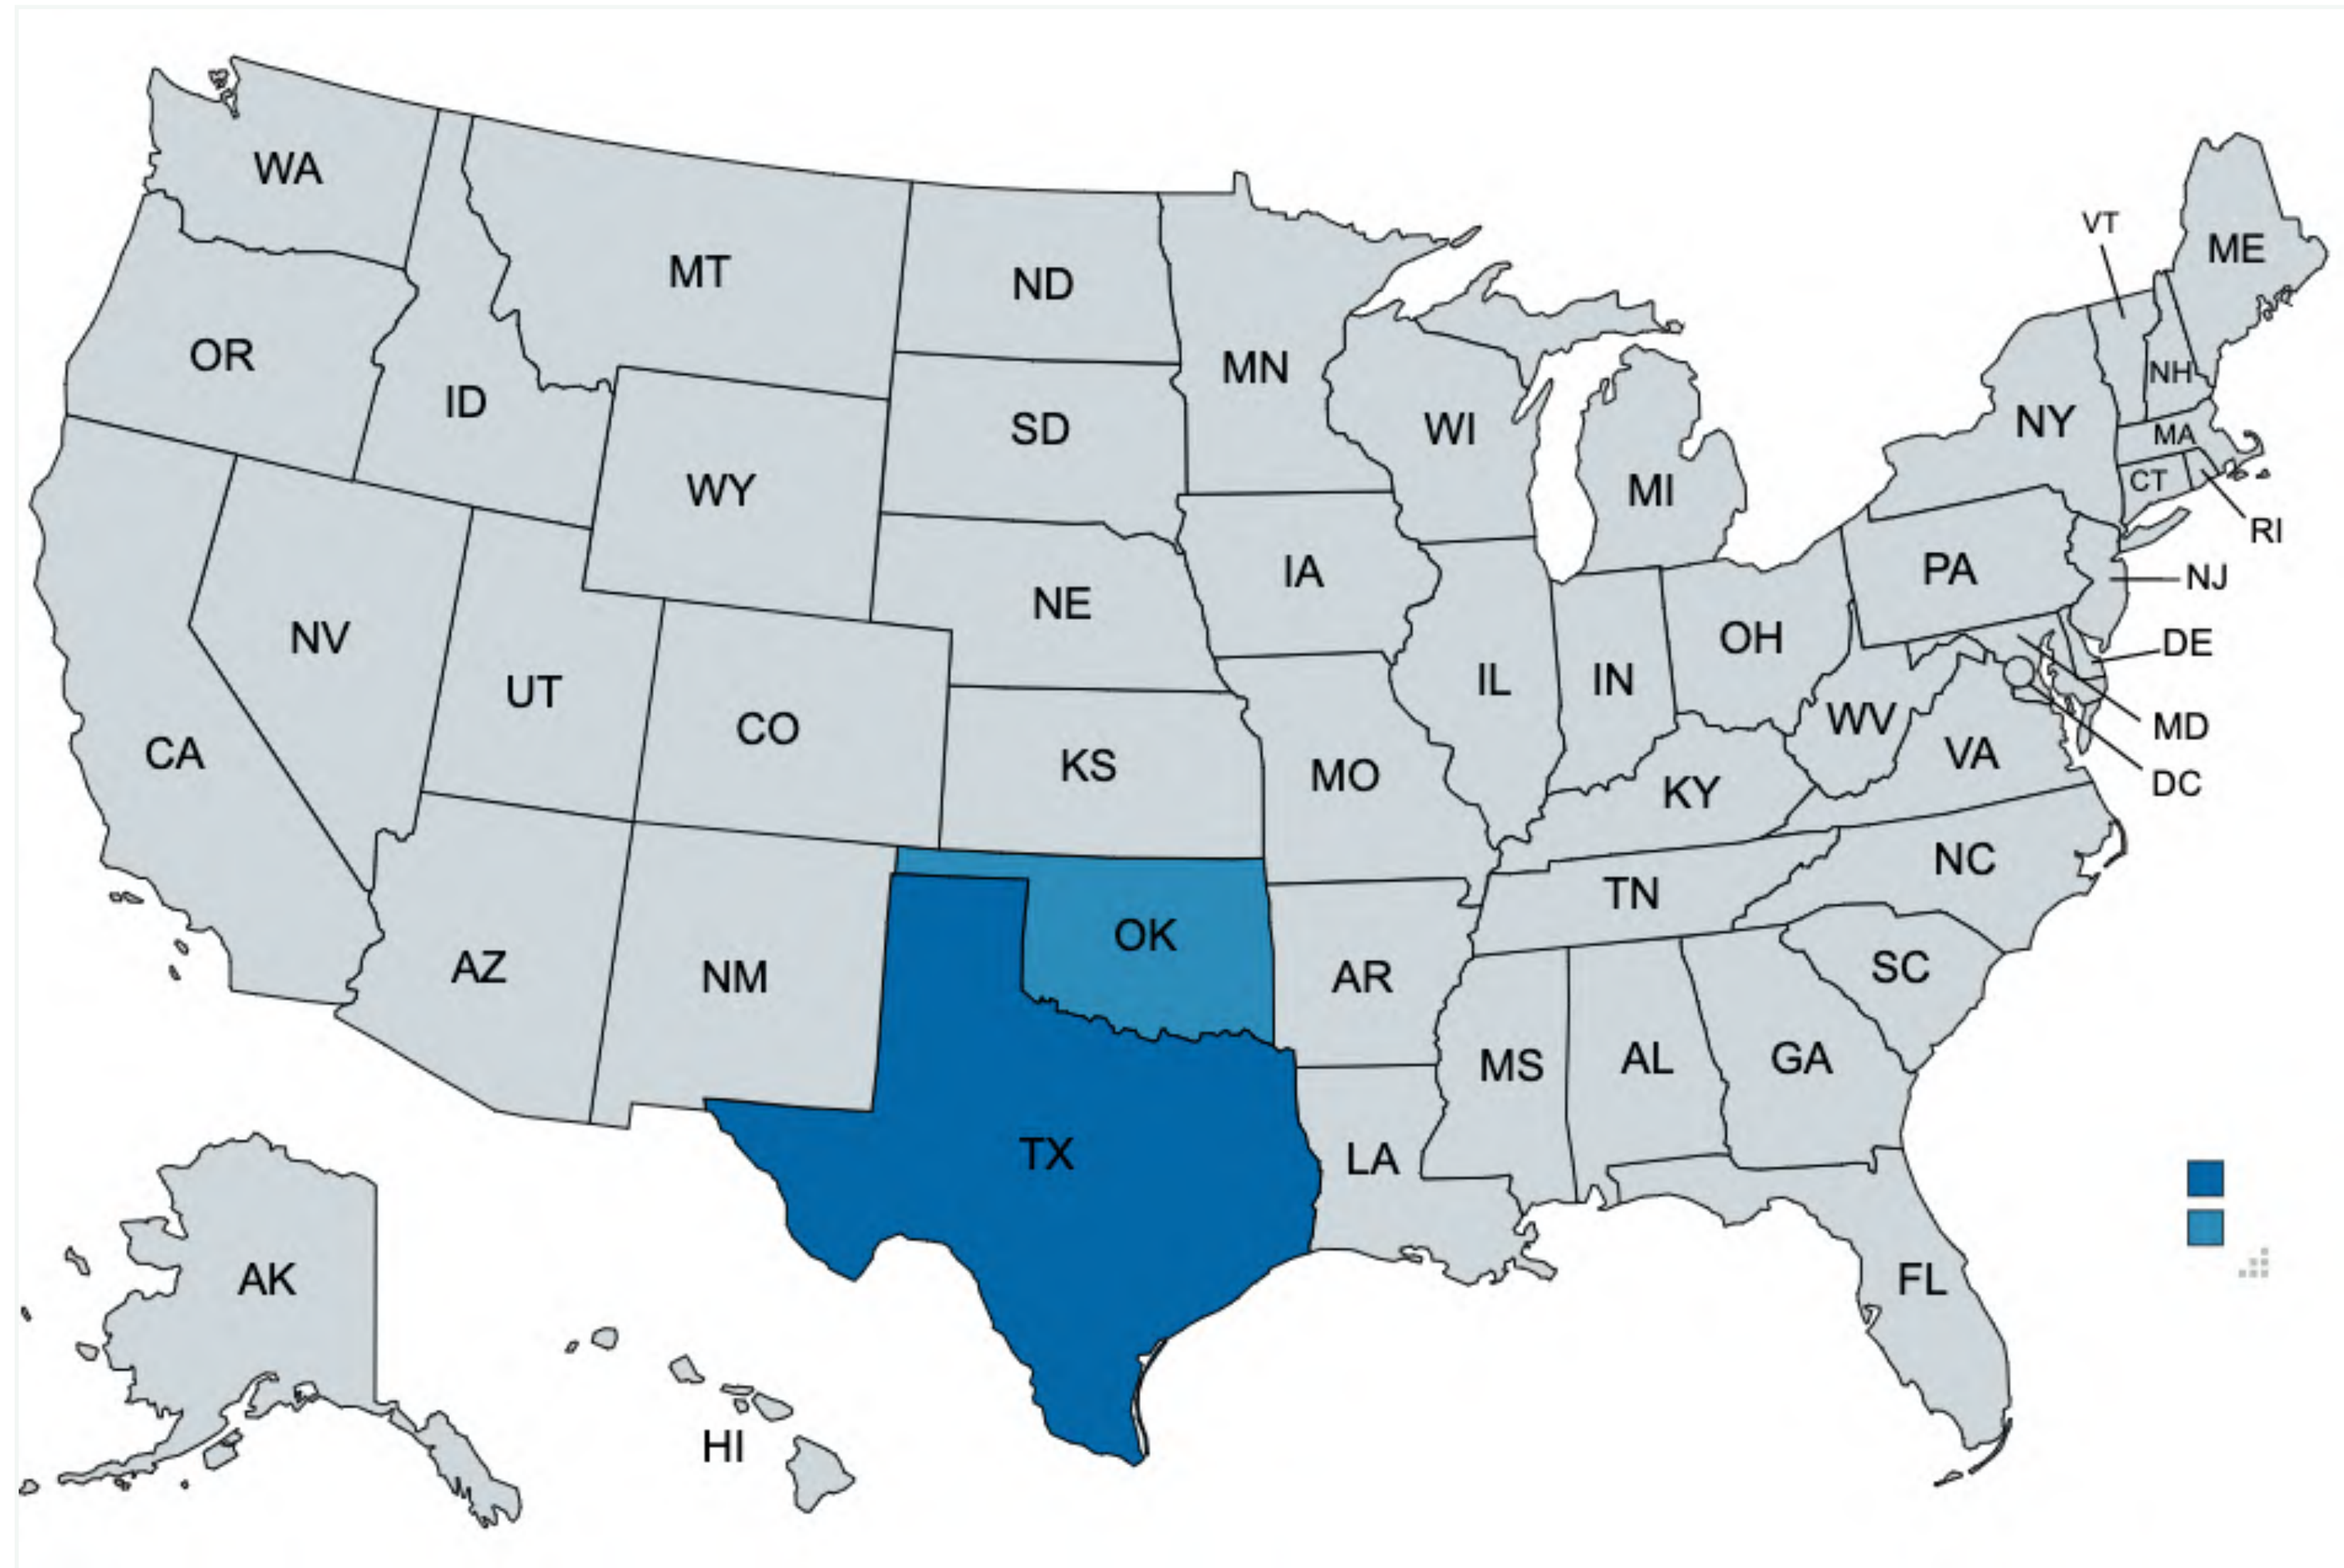 WA
VT
ME
MT
ND
OR
MN
NH
ID
SD
WI
NY
MA
WY
MI
CT
RI
IA
PA
NJ
NE
NV
OH
DE
UT
IL
IN
CO
WV
MD
CA
KS
MO
VA
KY
DC
NC
TN
OK
AZ
NM
AR
SC
MS
AL
GA
TX
LA
AK
FL
HI